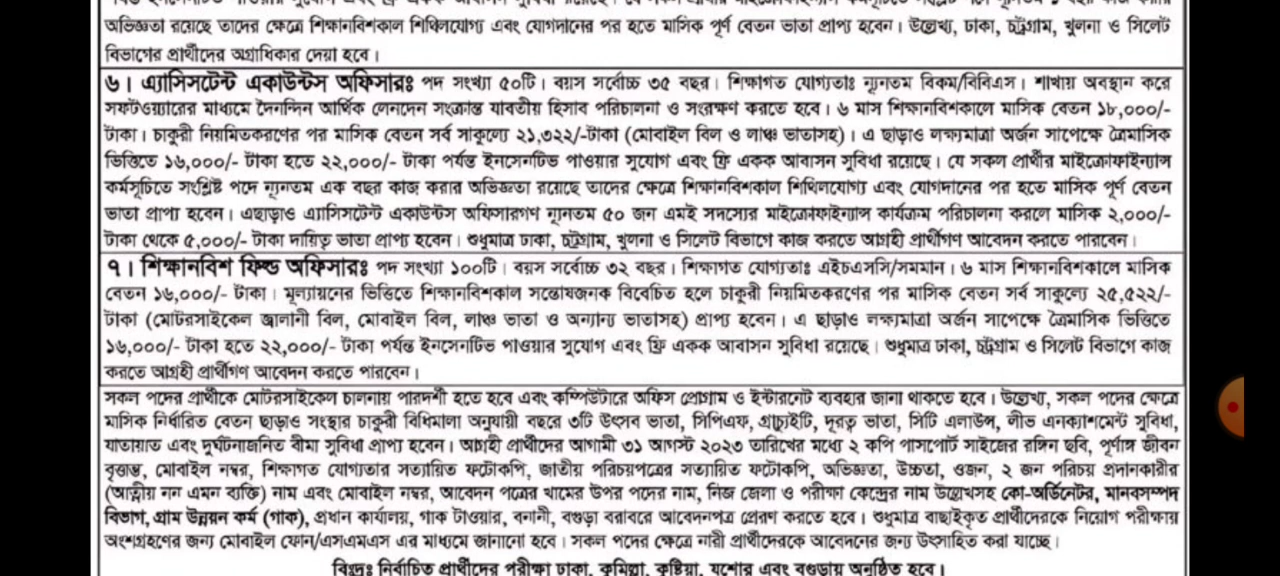 অভিজ্ঞতা রয়েছে তাদের ক্ষেত্রে শিক্ষানবিশকাল শিথিলযোগ্য এবং যোগদানের পর হতে মাসিক পূর্ণ বেতন ভাতা প্রাপ্য হবেন। উল্লেখ্য, ঢাকা, চট্রগ্রাম, খুলনা ও সিলেট
বিভাগের প্রার্থীদের অগ্রাধিকার দেয়া হবে।
৬। এ্যাসিসটেন্ট একাউন্টস অফিসারঃ পদ সংখ্যা ৫০টি। বয়স সর্বোচ্চ ৩৫ বছর। শিক্ষাগত যোগ্যতাঃ ন্যূনতম বিকম/বিবিএস। শাখায় অবস্থান করে
সফটওয়্যারের মাধ্যমে দৈনন্দিন আর্থিক লেনদেন সংক্রান্ত যাবতীয় হিসাব পরিচালনা ও সংরক্ষণ করতে হবে। ৬ মাস শিক্ষানবিশকালে মাসিক বেতন ১৮,০০০/-
টাকা। চাকুরী নিয়মিতকরণের পর মাসিক বেতন সর্ব সাকুল্যে ২১,৩২২/-টাকা (মোবাইল বিল ও লাঞ্চ ভাতাসহ)। এ ছাড়াও লক্ষ্যমাত্রা অর্জন সাপেক্ষে ত্রৈমাসিক
ভিত্তিতে ১৬,০০০/- টাকা হতে ২২,০০০/- টাকা পর্যন্ত ইনসেনটিভ পাওয়ার সুযোগ এবং ফ্রি একক আবাসন সুবিধা রয়েছে। যে সকল প্রার্থীর মাইক্রোফাইন্যান্স
কর্মসূচিতে সংশ্লিষ্ট পদে ন্যূনতম এক বছর কাজ করার অভিজ্ঞতা রয়েছে তাদের ক্ষেত্রে শিক্ষানবিশকাল শিথিলযোগ্য এবং যোগদানের পর হতে মাসিক পূর্ণ বেতন
ভাতা প্রাপ্য হবেন। এছাড়াও এ্যাসিসটেন্ট একাউন্টস অফিসারগণ ন্যূনতম ৫০ জন এমই সদস্যের মাইক্রোফাইন্যান্স কার্যক্রম পরিচালনা করলে মাসিক ২,০০০/-
টাকা থেকে ৫,০০০/- টাকা দায়িত্ব ভাতা প্রাপ্য হবেন। শুধুমাত্র ঢাকা, চট্রগ্রাম, খুলনা ও সিলেট বিভাগে কাজ করতে আগ্রহী প্রার্থীগণ আবেদন করতে পারবেন।
৭। শিক্ষানবিশ ফিল্ড অফিসারঃ পদ সংখ্যা ১০০টি। বয়স সর্বোচ্চ ৩২ বছর। শিক্ষাগত যোগ্যতাঃ এইচএসসি/সমমান। ৬ মাস শিক্ষানবিশকালে মাসিক
বেতন ১৬,০০০/- টাকা। মূল্যায়নের ভিত্তিতে শিক্ষানবিশকাল সন্তোষজনক বিবেচিত হলে চাকুরী নিয়মিতকরণের পর মাসিক বেতন সর্ব সাকুল্যে ২৫,৫২২/-
টাকা (মোটরসাইকেল জ্বালানী বিল, মোবাইল বিল, লাঞ্চ ভাতা ও অন্যান্য ভাতাসহ) প্রাপ্য হবেন। এ ছাড়াও লক্ষ্যমাত্রা অর্জন সাপেক্ষে ত্রৈমাসিক ভিত্তিতে
১৬,০০০/- টাকা হতে ২২,০০০/- টাকা পর্যন্ত ইনসেনটিভ পাওয়ার সুযোগ এবং ফ্রি একক আবাসন সুবিধা রয়েছে। শুধুমাত্র ঢাকা, চট্রগ্রাম ও সিলেট বিভাগে কাজ
করতে আগ্রহী প্রার্থীগণ আবেদন করতে পারবেন।
সকল পদের প্রার্থীকে মোটরসাইকেল চালনায় পারদর্শী হতে হবে এবং কম্পিউটারে অফিস প্রোগ্রাম ও ইন্টারনেট ব্যবহার জানা থাকতে হবে। উল্লেখ্য, সকল পদের ক্ষেত্রে
মাসিক নির্ধারিত বেতন ছাড়াও সংস্থার চাকুরী বিধিমালা অনুযায়ী বছরে ৩টি উৎসব ভাতা, সিপিএফ, গ্র্যাচ্যুইটি, দূরত্ব ভাতা, সিটি এলাউন্স, লীভ এনক্যাশমেন্ট সুবিধা,
যাতায়াত এবং দুর্ঘটনাজনিত বীমা সুবিধা প্রাপ্য হবেন। আগ্রহী প্রার্থীদের আগামী ৩১ আগস্ট ২০২৩ তারিখের মধ্যে ২ কপি পাসপোর্ট সাইজের রঙ্গিন ছবি, পূর্ণাঙ্গ জীবন
বৃত্তান্ত, মোবাইল নম্বর, শিক্ষাগত যোগ্যতার সত্যায়িত ফটোকপি, জাতীয় পরিচয়পত্রের সত্যায়িত ফটোকপি, অভিজ্ঞতা, উচ্চতা, ওজন, ২ জন পরিচয় প্রদানকারীর
(আত্মীয় নন এমন ব্যক্তি) নাম এবং মোবাইল নম্বর, আবেদন পত্রের খামের উপর পদের নাম, নিজ জেলা ও পরীক্ষা কেন্দ্রের নাম উল্লেখসহ কো-অর্ডিনেটর, মানবসম্পদ
বিভাগ, গ্রাম উন্নয়ন কর্ম (গাক), প্রধান কার্যালয়, গাক টাওয়ার, বনানী, বগুড়া বরাবরে আবেদনপত্র প্রেরণ করতে হবে। শুধুমাত্র বাছাইকৃত প্রার্থীদেরকে নিয়োগ পরীক্ষায়
অংশগ্রহণের জন্য মোবাইল ফোন/এসএমএস এর মাধ্যমে জানানো হবে। সকল পদের ক্ষেত্রে নারী প্রার্থীদেরকে আবেদনের জন্য উৎসাহিত করা যাচ্ছে।
বিঃদ্রঃ নির্বাচিত প্রার্থীদের পরীক্ষা ঢাকা, কুমিল্লা, কুষ্টিয়া, যশোর এবং বগুড়ায় অনুষ্ঠিত হবে।